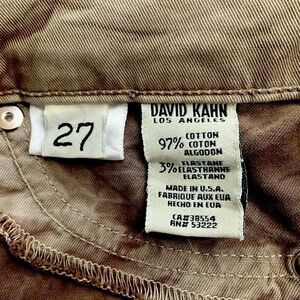 27
DAVID KAHN
LOS ANGELES
97% COTTON
COTON
ALGODON
3% ELASTANE
ELASTHANNE
ELASTANO
MADE IN U.S.A.
FABRIQUE AUX EUA
HECHO EN EUA
CA# 38554
RN# 53222